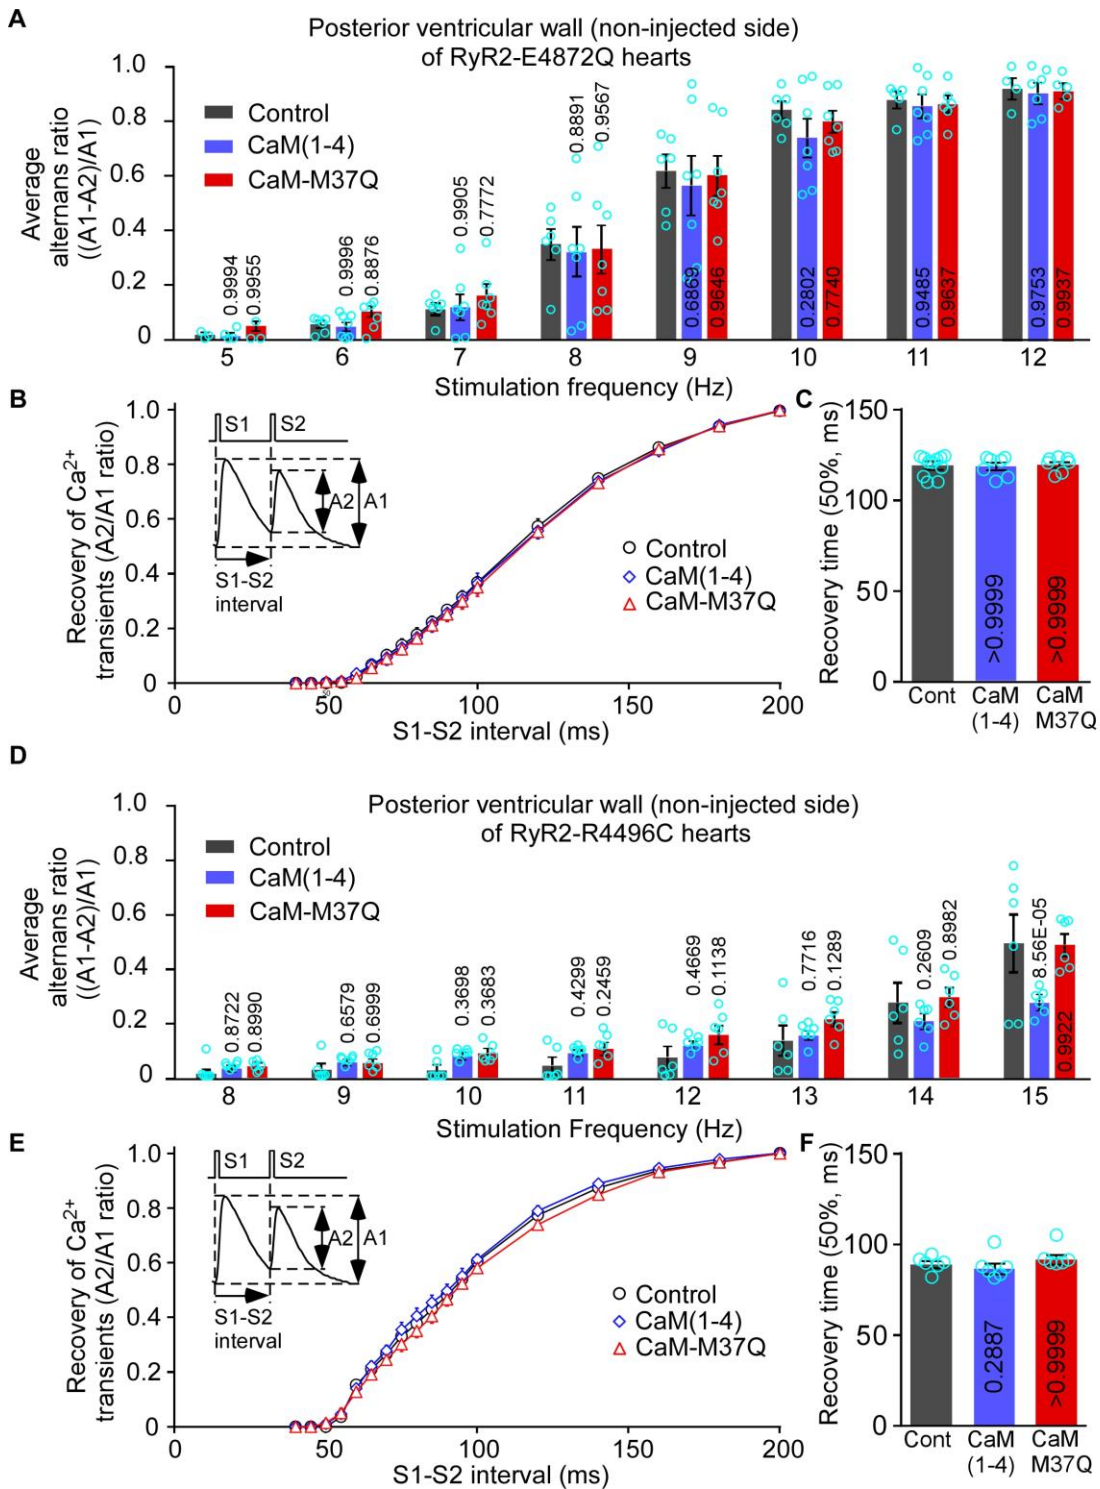 A
Posterior ventricular wall (non-injected side)
of RyR2-E4872Q hearts
Average
alternans ratio
((A1-A2)/A1)
1.0
0.8
0.6
0.4
0.2
0
Control
CaM(1-4)
CaM-M37Q
0.9994
0.9955
0.9996
0.8876
0.9905
0.7772
0.8891
0.9567
0.6869
0.9646
0.2802
0.7740
0.9485
0.9637
0.9753
0.9937
5 6 7 8 9 10 11 12
Stimulation frequency (Hz)
B
Recovery of Ca2+
transients (A2/A1 ratio)
1.0
0.8
0.6
0.4
0.2
0
S1 S2
A2 A1
S1-S2
interval
Control
CaM(1-4)
CaM-M37Q
0 50 100 150 200
S1-S2 interval (ms)
C
Recovery time (50%, ms)
150
100
50
0
>0.9999
>0.9999
Cont CaM CaM
(1-4) M37Q
D
Posterior ventricular wall (non-injected side)
of RyR2-R4496C hearts
Average
alternans ratio
((A1-A2)/A1)
1.0
0.8
0.6
0.4
0.2
0
Control
CaM(1-4)
CaM-M37Q
0.8722
0.8990
0.6579
0.6999
0.3698
0.3683
0.4299
0.2459
0.4669
0.1138
0.7716
0.1289
0.2609
0.8982
8.56E-05
0.9922
8 9 10 11 12 13 14 15
Stimulation Frequency (Hz)
E
Recovery of Ca2+
transients (A2/A1 ratio)
1.0
0.8
0.6
0.4
0.2
0
S1 S2
A2 A1
S1-S2
interval
Control
CaM(1-4)
CaM-M37Q
0 50 100 150 200
S1-S2 interval (ms)
F
Recovery time (50%, ms)
150
100
50
0
0.2887
>0.9999
Cont CaM CaM
(1-4) M37Q